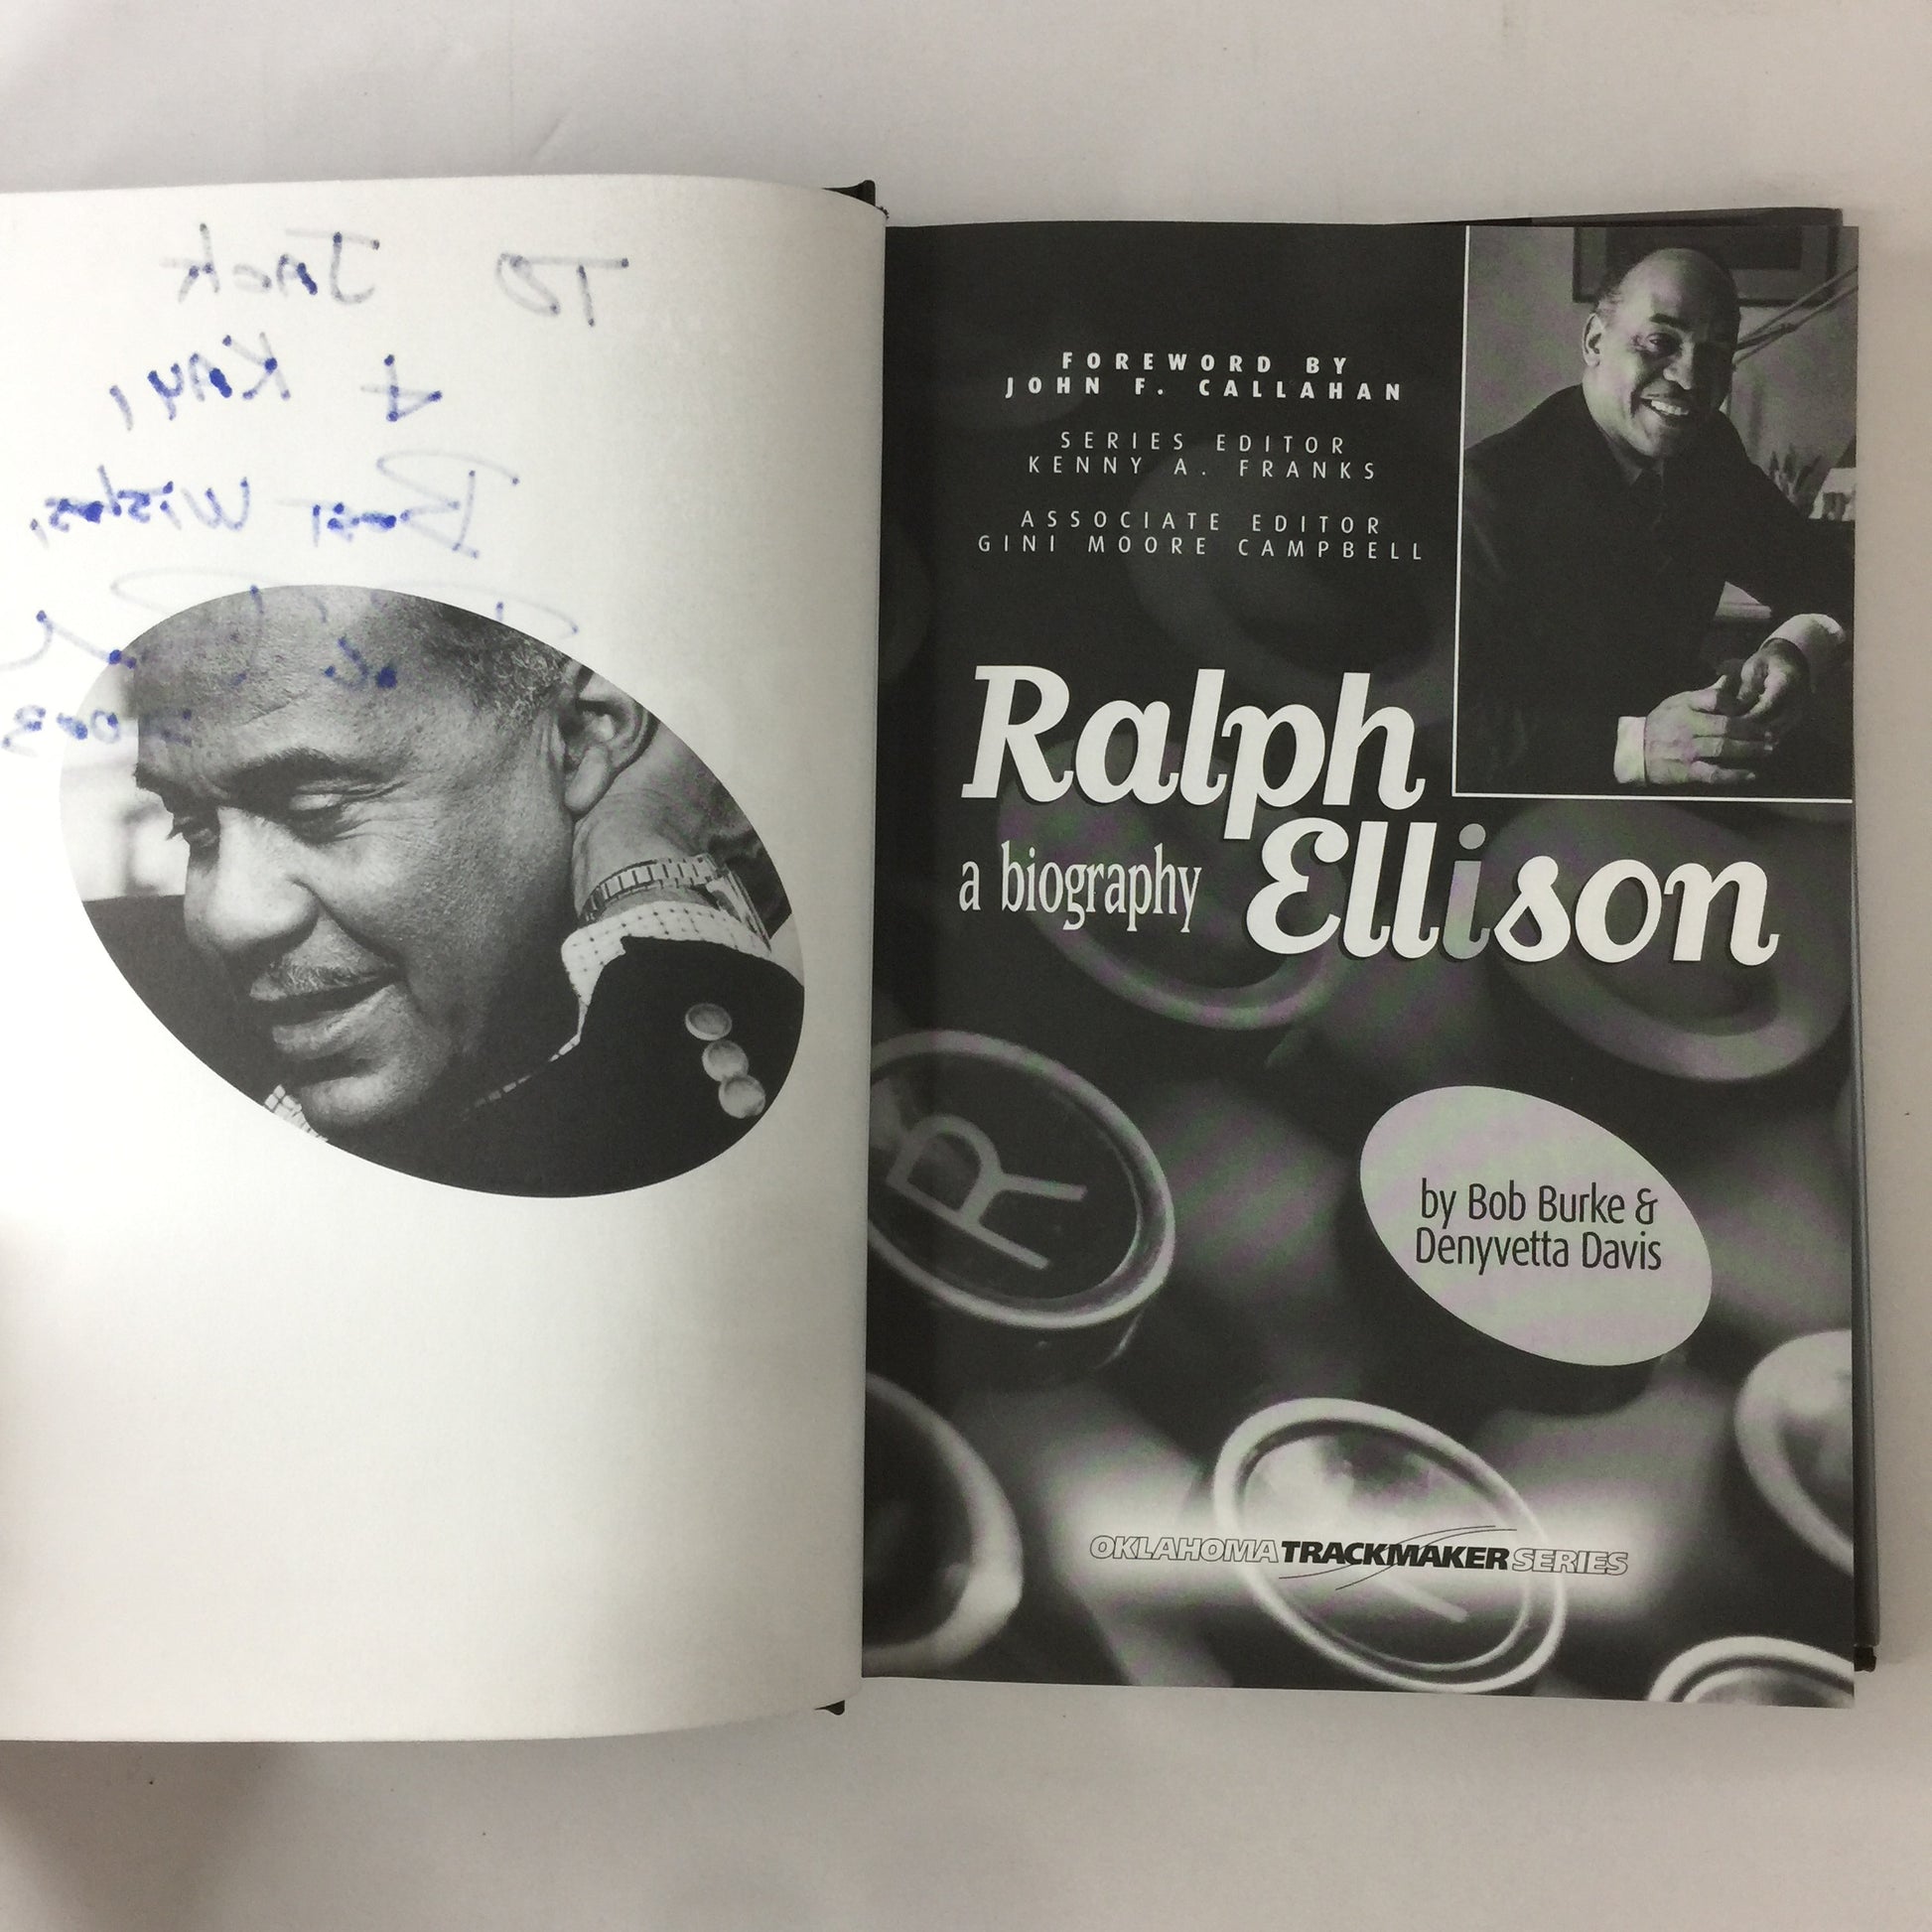 TO JACK
& KAY,
BEST WISHES,
2003
FOREWORD BY
JOHN F. CALLAHAN
SERIES EDITOR
KENNY A. FRANKS
ASSOCIATE EDITOR
GINI MOORE CAMPBELL
Ralph
a biography Ellison
R
by Bob Burke &
Denyvetta Davis
OKLAHOMA TRACKMAKER SERIES